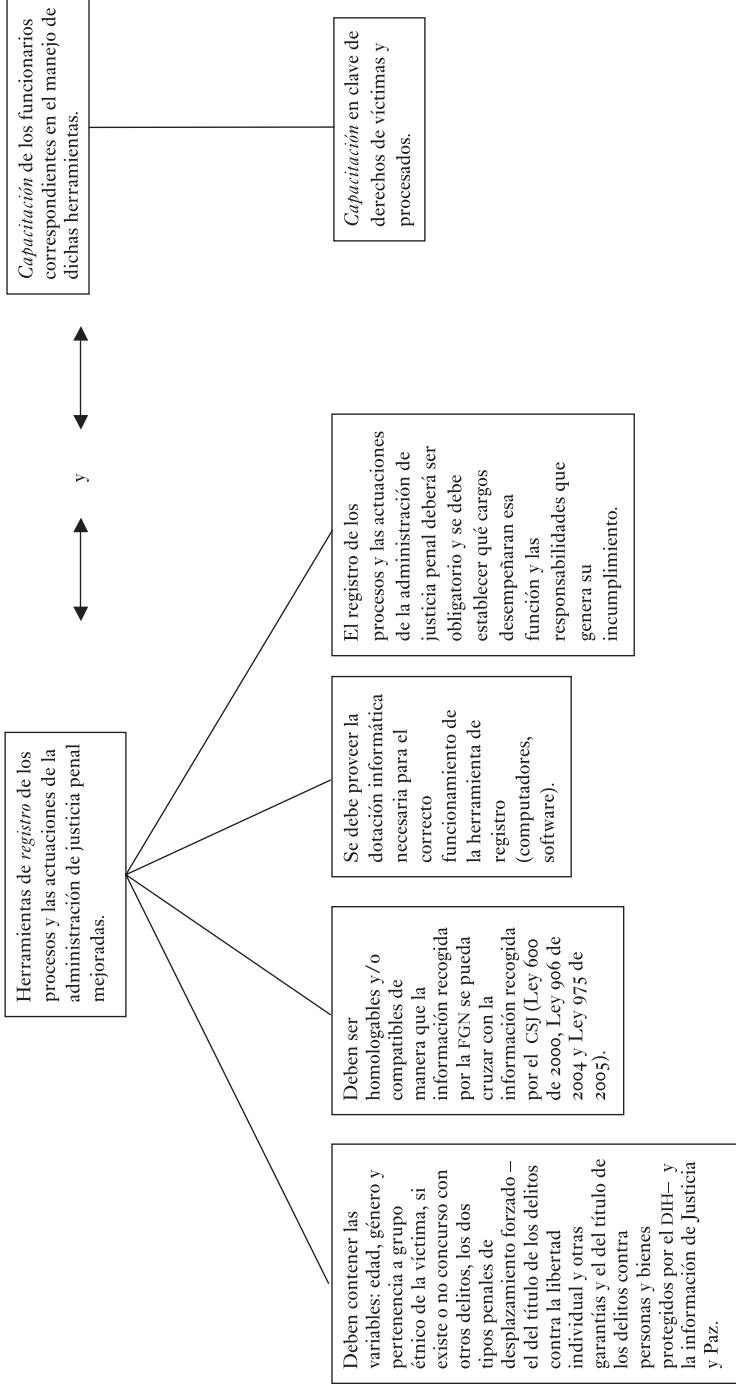 Herramientas de registro de los
procesos y las actuaciones de la
administración de justicia penal
mejoradas.
y
Capacitación de los funcionarios
correspondientes en el manejo de
dichas herramientas.
Deben contener las
variables: edad, género y
pertenencia a grupo
étnico de la víctima, si
existe o no concurso con
otros delitos, los dos
tipos penales de
desplazamiento forzado –
el del título de los delitos
contra la libertad
individual y otras
garantías y el del título de
los delitos contra
personas y bienes
protegidos por el DIH– y
la información de Justicia
y Paz.
Deben ser
homologables y/o
compatibles de
manera que la
información recogida
por la FGN se pueda
cruzar con la
información recogida
por el CSJ (Ley 600
de 2000, Ley 906 de
2004 y Ley 975 de
2005).
Se debe proveer la
dotación informática
necesaria para el
correcto
funcionamiento de
la herramienta de
registro
(computadores,
software).
El registro de los
procesos y las actuaciones
de la administración de
justicia penal deberá ser
obligatorio y se debe
establecer qué cargos
desempeñaran esa
función y las
responsabilidades que
genera su
incumplimiento.
Capacitación en clave de
derechos de víctimas y
procesados.